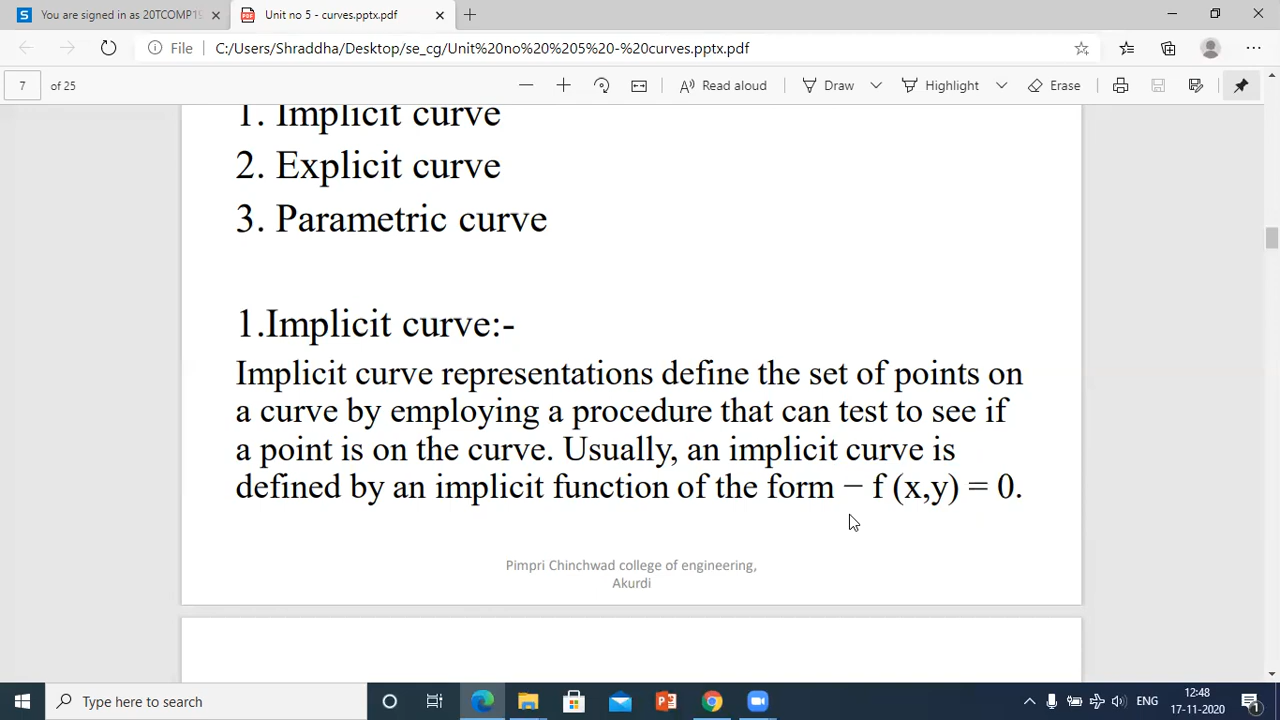 You are signed in as 20TCOMP19
Unit no 5 - curves.pptx.pdf
File
C:/Users/Shraddha/Desktop/se_cg/Unit%20no%20%205%20-%20curves.pptx.pdf
7 of 25
Read aloud
Draw
Highlight
Erase
1. Implicit curve
2. Explicit curve
3. Parametric curve
1.Implicit curve:-
Implicit curve representations define the set of points on
a curve by employing a procedure that can test to see if
a point is on the curve. Usually, an implicit curve is
defined by an implicit function of the form − f (x,y) = 0.
Pimpri Chinchwad college of engineering,
Akurdi
Type here to search
ENG
12:48
17-11-2020